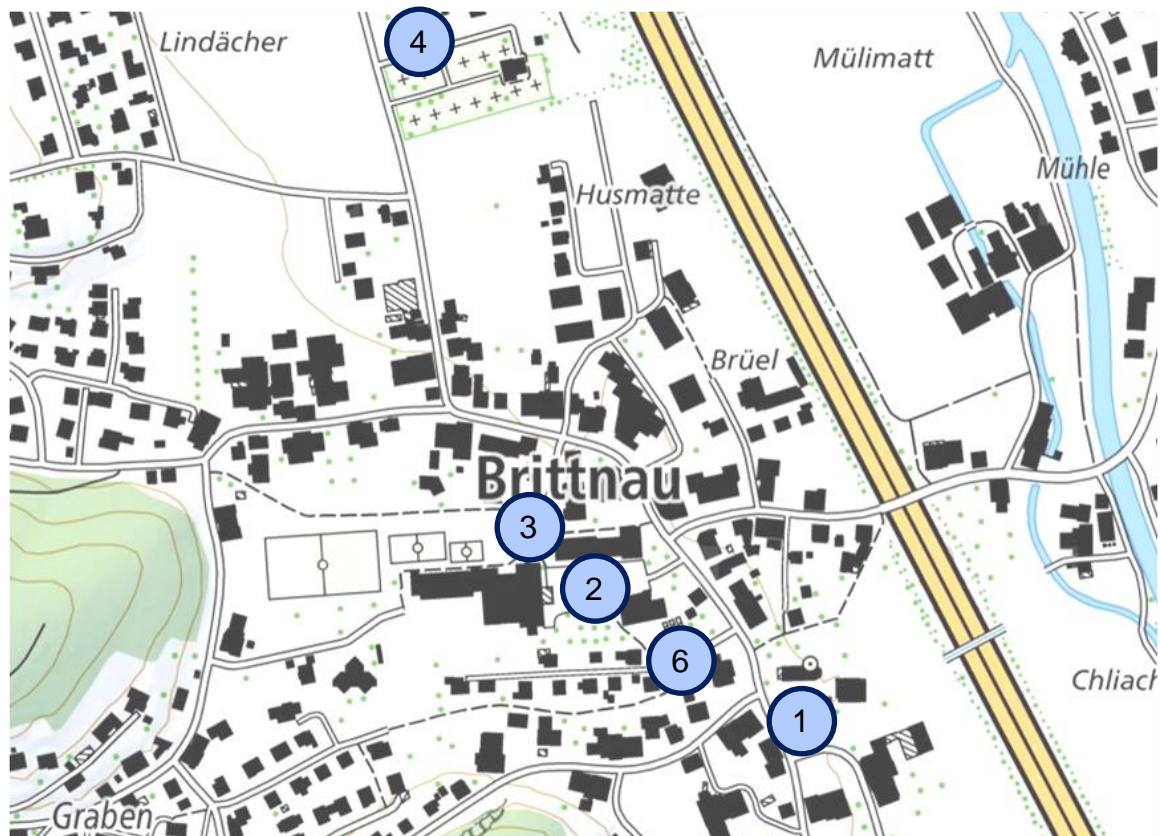 4
Lindächer
Mülimatt
Mühle
Husmatte
Brüel
Brittnau
3
2
6
Chliach
1
Graben